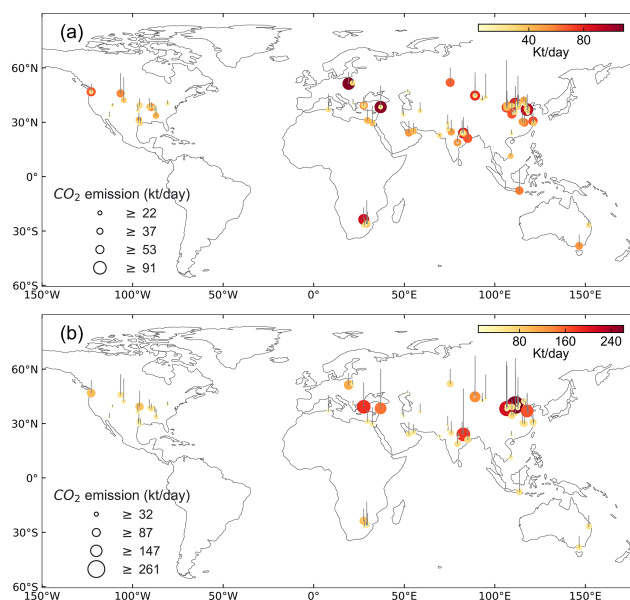 (a)
40 80
Kt/day
60°N
30°N
0°
30°S
60°S
CO2 emission (kt/day)
≥ 22
≥ 37
≥ 53
≥ 91
150°W 100°W 50°W 0° 50°E 100°E 150°E
(b)
80 160 240
Kt/day
60°N
30°N
0°
30°S
60°S
CO2 emission (kt/day)
≥ 32
≥ 87
≥ 147
≥ 261
150°W 100°W 50°W 0° 50°E 100°E 150°E